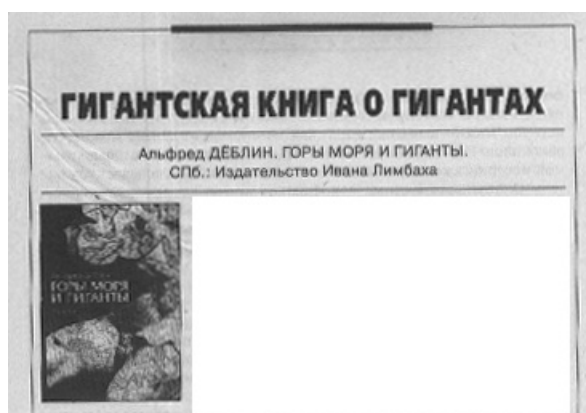 ГИГАНТСКАЯ КНИГА О ГИГАНТАХ
Альфред ДЁБЛИН. ГОРЫ МОРЯ И ГИГАНТЫ.
СПб.: Издательство Ивана Лимбаха
ГОРЫ МОРЯ
И ГИГАНТЫ